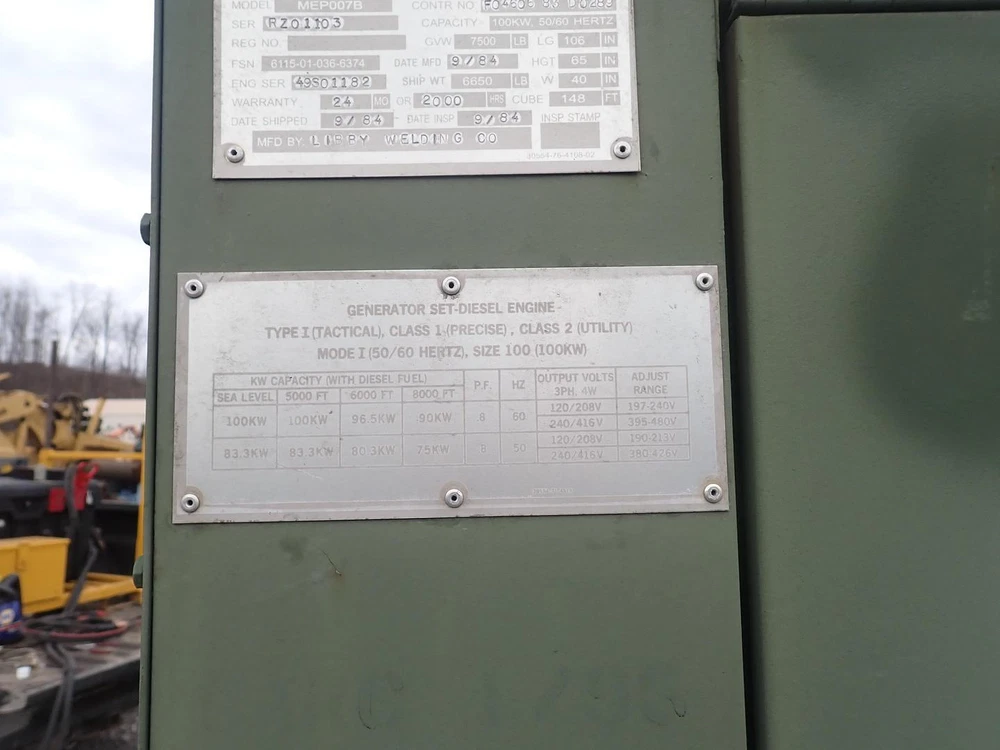 MODEL MEP007B CONTR NO
SER RZ01103 CAPACITY 100KW, 50/60 HERTZ
REG NO. GVW 7500 LB LG 106 IN
FSN 6115-01-036-6374 DATE MFD 9/84 HGT 65 IN
ENG SER 49S01182 SHIP WT. 6650 LB W 40 IN
WARRANTY 24 MO OR 2000 HRS CUBE 148 FT
DATE SHIPPED 9/84 DATE INSP 9/84 INSP STAMP
MFD BY: LIBBY WELDING CO
GENERATOR SET-DIESEL ENGINE
TYPE I (TACTICAL), CLASS 1 (PRECISE), CLASS 2 (UTILITY)
MODE I (50/60 HERTZ), SIZE 100 (100KW)
KW CAPACITY (WITH DIESEL FUEL) P.F. HZ OUTPUT VOLTS 3PH. 4W ADJUST RANGE
SEA LEVEL 5000 FT 6000 FT 8000 FT
100KW 100KW 96.5KW 90KW .8 60 120/208V 197-240V
240/416V 395-480V
83.3KW 83.3KW 80.3KW 75KW .8 50 120/208V 190-213V
240/416V 380-426V